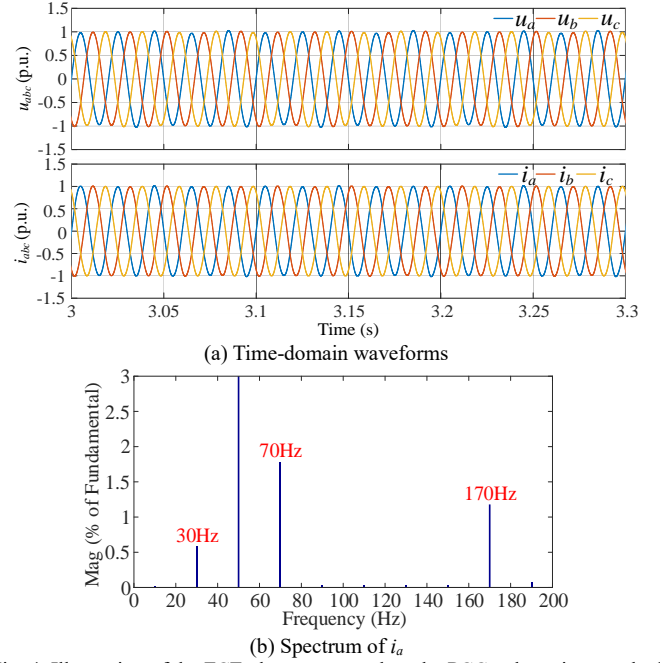 1.5
1
0.5
0
-0.5
-1
-1.5
u_abc (p.u.)
u_a u_b u_c
1.5
1
0.5
0
-0.5
-1
-1.5
i_abc (p.u.)
i_a i_b i_c
3 3.05 3.1 3.15 3.2 3.25 3.3
Time (s)
(a) Time-domain waveforms
3
2.5
2
1.5
1
0.5
0
Mag (% of Fundamental)
30Hz
70Hz
170Hz
0 20 40 60 80 100 120 140 160 180 200
Frequency (Hz)
(b) Spectrum of i_a